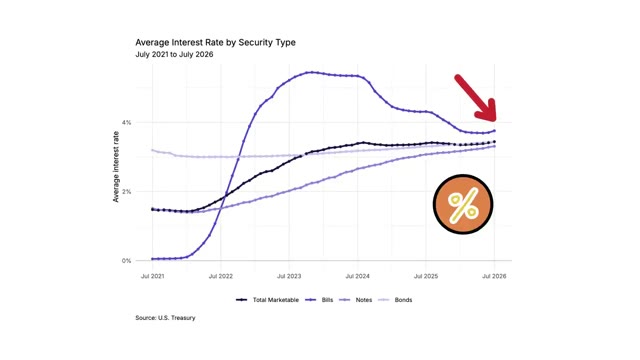 Average Interest Rate by Security Type
July 2021 to July 2026
Average interest rate
4%
2%
0%
%
Jul 2021 Jul 2022 Jul 2023 Jul 2024 Jul 2025 Jul 2026
Total Marketable Bills Notes Bonds
Source: U.S. Treasury